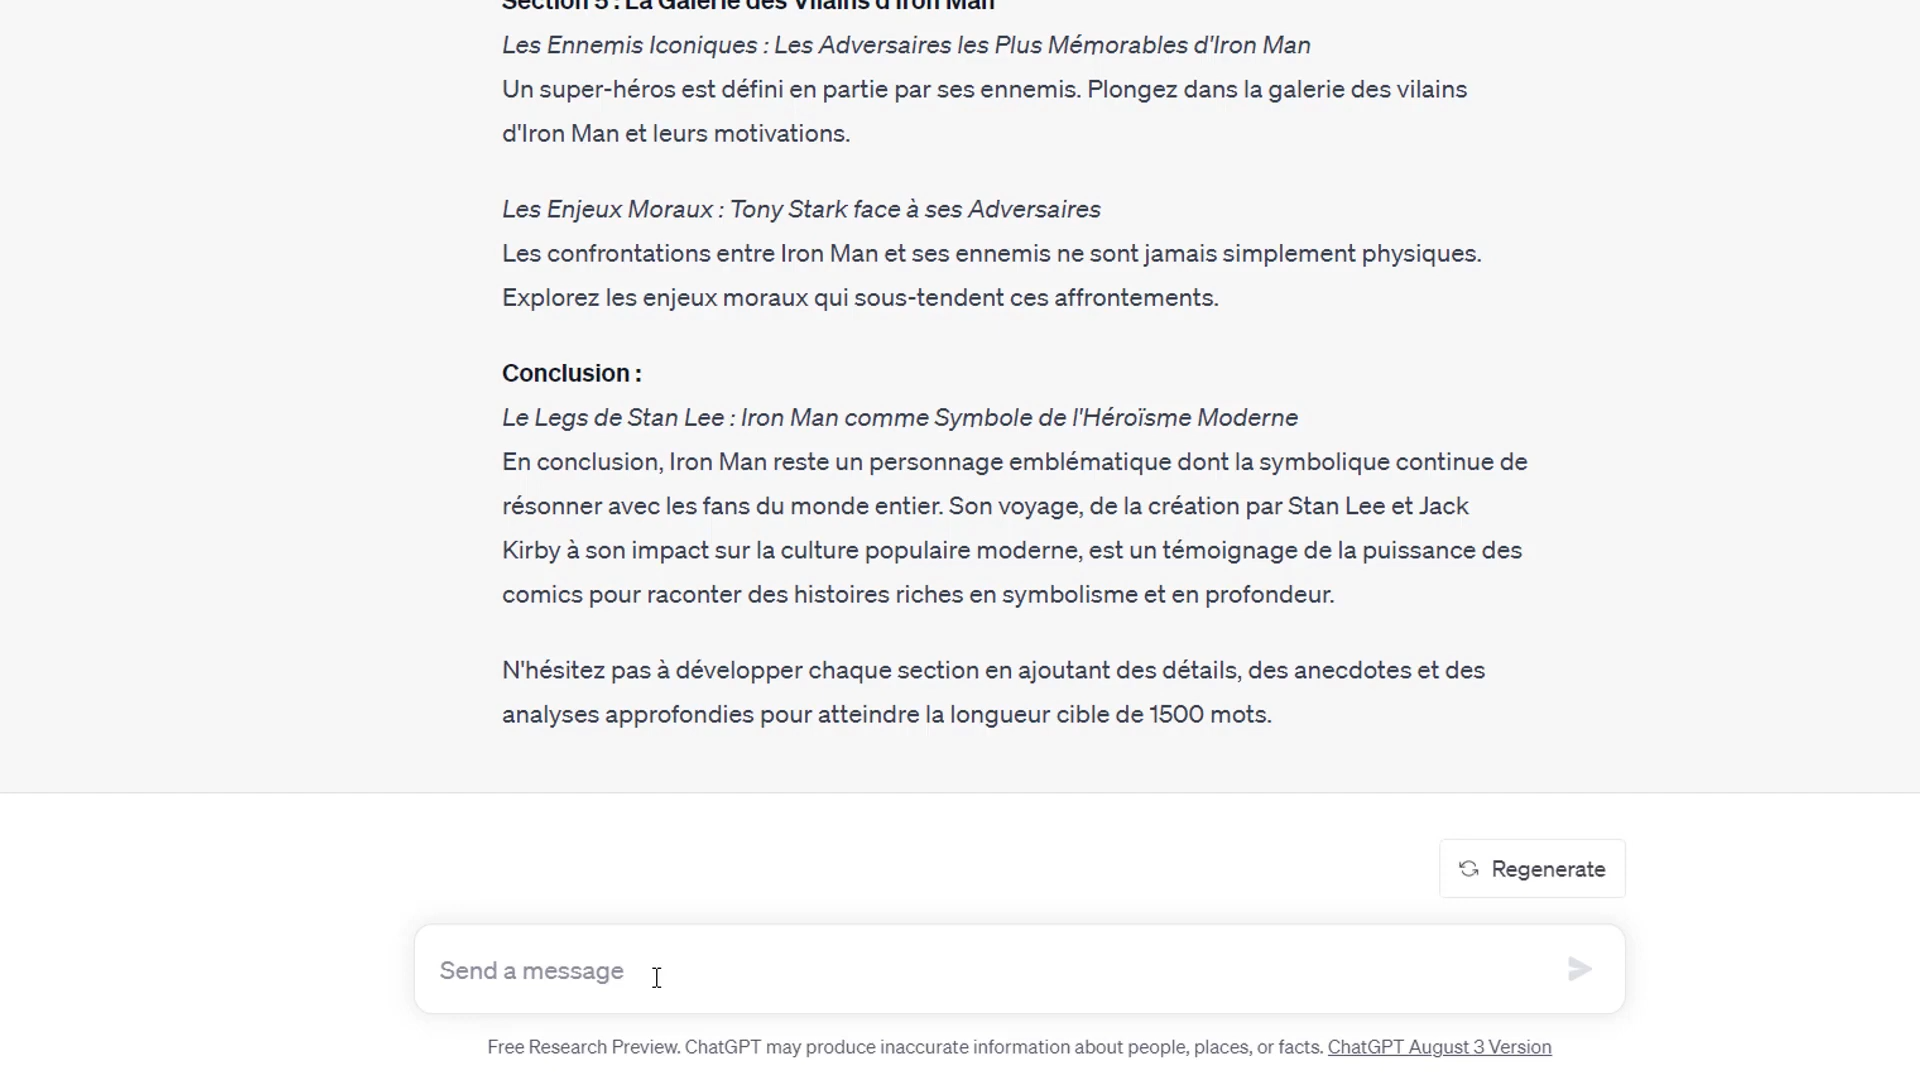 Section 5 : La Galerie des Vilains d'Iron Man
Les Ennemis Iconiques : Les Adversaires les Plus Mémorables d'Iron Man
Un super-héros est défini en partie par ses ennemis. Plongez dans la galerie des vilains
d'Iron Man et leurs motivations.
Les Enjeux Moraux : Tony Stark face à ses Adversaires
Les confrontations entre Iron Man et ses ennemis ne sont jamais simplement physiques.
Explorez les enjeux moraux qui sous-tendent ces affrontements.
Conclusion :
Le Legs de Stan Lee : Iron Man comme Symbole de l'Héroïsme Moderne
En conclusion, Iron Man reste un personnage emblématique dont la symbolique continue de
résonner avec les fans du monde entier. Son voyage, de la création par Stan Lee et Jack
Kirby à son impact sur la culture populaire moderne, est un témoignage de la puissance des
comics pour raconter des histoires riches en symbolisme et en profondeur.
N'hésitez pas à développer chaque section en ajoutant des détails, des anecdotes et des
analyses approfondies pour atteindre la longueur cible de 1500 mots.
Regenerate
Send a message
Free Research Preview. ChatGPT may produce inaccurate information about people, places, or facts. ChatGPT August 3 Version